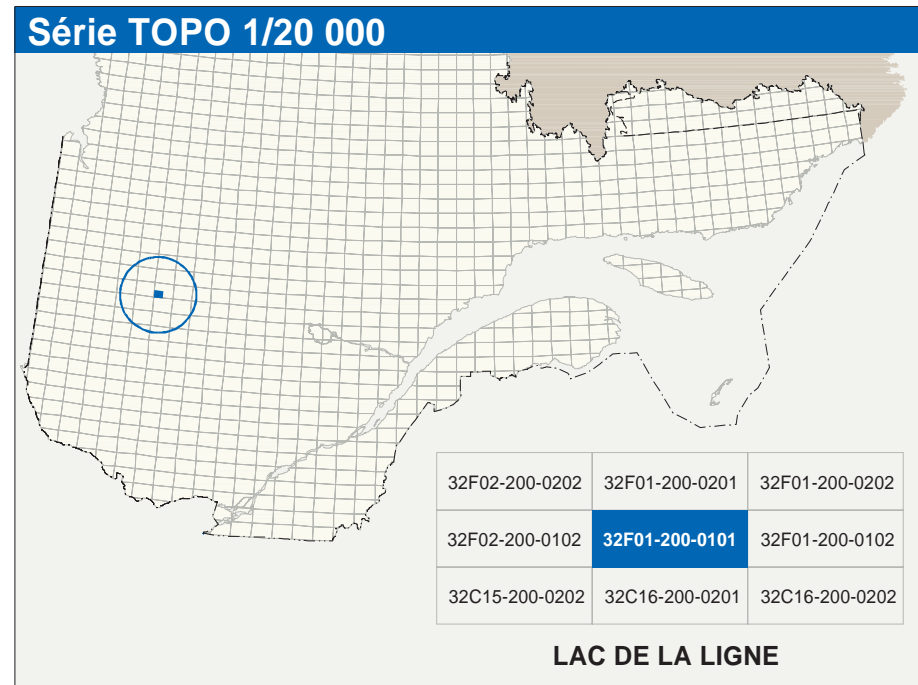 Série TOPO 1/20 000
32F02-200-0202 32F01-200-0201 32F01-200-0202
32F02-200-0102 32F01-200-0101 32F01-200-0102
32C15-200-0202 32C16-200-0201 32C16-200-0202
LAC DE LA LIGNE